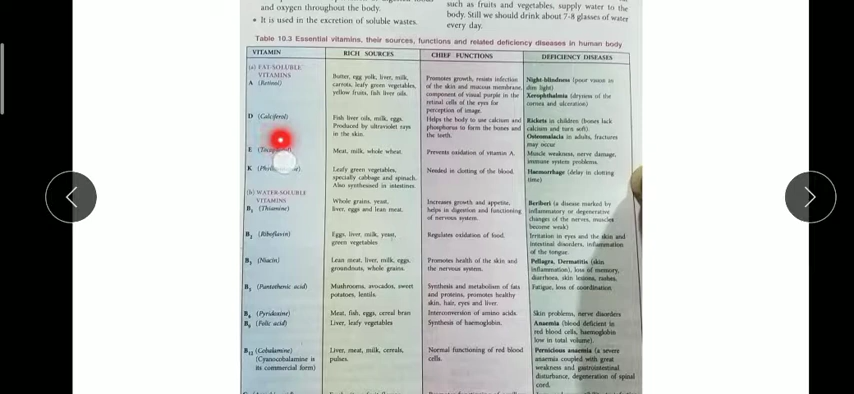 and oxygen throughout the body.
• It is used in the excretion of soluble wastes.
such as fruits and vegetables, supply water to the
body. Still we should drink about 7-8 glasses of water
every day.
Table 10.3 Essential vitamins, their sources, functions and related deficiency diseases in human body
VITAMIN RICH SOURCES CHIEF FUNCTIONS DEFICIENCY DISEASES
(a) FAT-SOLUBLE
VITAMINS
A (Retinol)
Butter, egg yolk, liver, milk,
carrots, leafy green vegetables,
yellow fruits, fish liver oils.
Promotes growth, resists infection
of the skin and mucous membrane,
component of visual purple in the
retinal cells of the eyes for
perception of image.
Night-blindness (poor vision in
dim light)
Xerophthalmia (dryness of the
cornea and ulceration)
D (Calciferol)
Fish liver oils, milk, eggs.
Produced by ultraviolet rays
in the skin.
Helps the body to use calcium and
phosphorus to form the bones and
the teeth.
Rickets in children (bones lack
calcium and turn soft).
Osteomalacia in adults, fractures
may occur
E
Meat, milk, whole wheat.
Prevents oxidation of vitamin A.
Muscle weakness, nerve damage,
immune system problems.
K
Leafy green vegetables,
specially cabbage and spinach.
Also synthesised in intestines.
Needed in clotting of the blood.
Haemorrhage (delay in clotting
time)
(b) WATER-SOLUBLE
VITAMINS
B₁ (Thiamine)
Whole grains, yeast,
liver, eggs and lean meat.
Increases growth and appetite,
helps in digestion and functioning
of nervous system.
Beriberi (a disease marked by
inflammatory or degenerative
changes of the nerves, muscles
become weak)
B₂ (Riboflavin)
Eggs, liver, milk, yeast,
green vegetables
Regulates oxidation of food.
Irritation in eyes and the skin and
intestinal disorders, inflammation
of the tongue.
B₃ (Niacin)
Lean meat, liver, milk, eggs,
groundnuts, whole grains.
Promotes health of the skin and
the nervous system.
Pellagra, Dermatitis (skin
inflammation), loss of memory,
diarrhoea, skin lesions, rashes.
B₅ (Pantothenic acid)
Mushrooms, avocados, sweet
potatoes, lentils.
Synthesis and metabolism of fats
and proteins, promotes healthy
skin, hair, eyes and liver.
Fatigue, loss of coordination
B₆ (Pyridoxine)
Meat, fish, eggs, cereal bran
Interconversion of amino acids.
Skin problems, nerve disorders
B₉ (Folic acid)
Liver, leafy vegetables
Synthesis of haemoglobin.
Anaemia (blood deficient in
red blood cells, haemoglobin
low in total volume).
B₁₂ (Cobalamine)
(Cyanocobalamine is
its commercial form)
Liver, meat, milk, cereals,
pulses.
Normal functioning of red blood
cells.
Pernicious anaemia (a severe
anaemia coupled with great
weakness and gastrointestinal
disturbance, degeneration of spinal
cord.